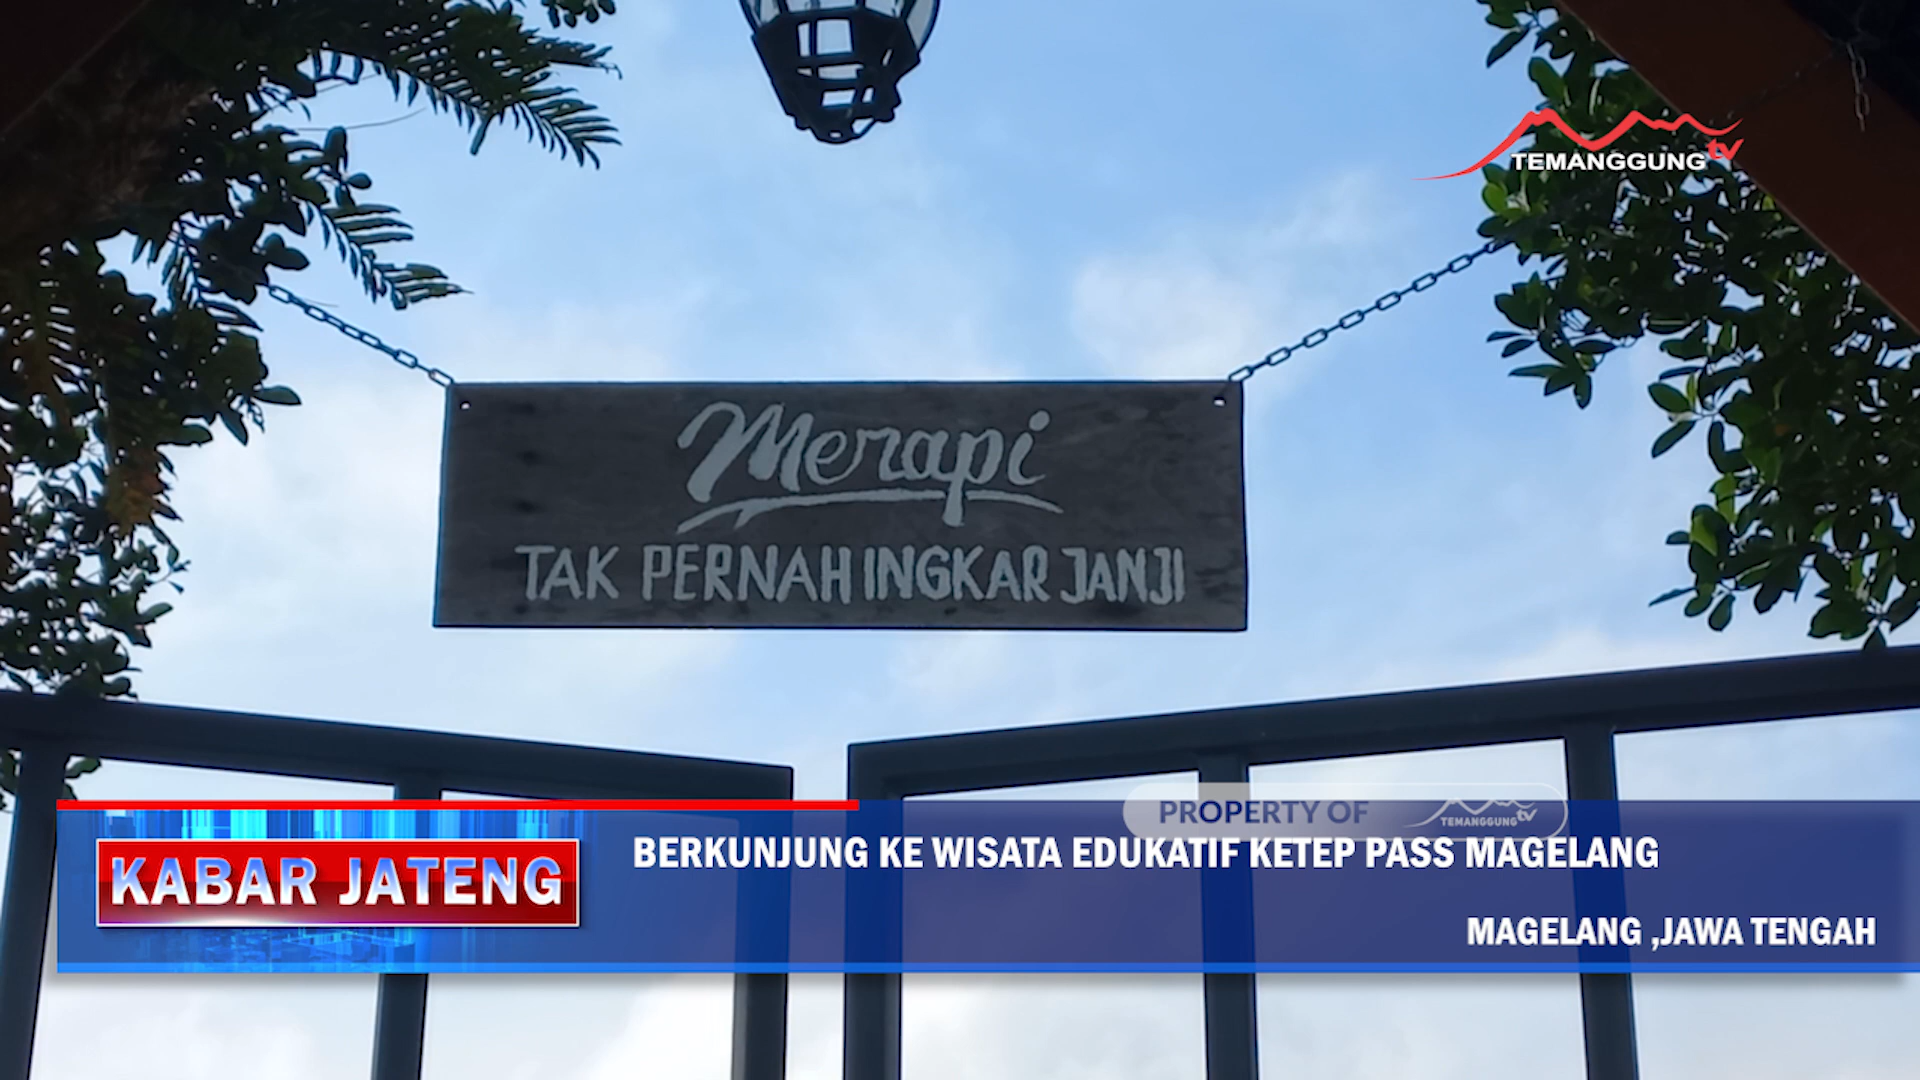 TEMANGGUNG tv
Merapi
TAK PERNAH INGKAR JANJI
PROPERTY OF TEMANGGUNG tv
KABAR JATENG
BERKUNJUNG KE WISATA EDUKATIF KETEP PASS MAGELANG
MAGELANG ,JAWA TENGAH